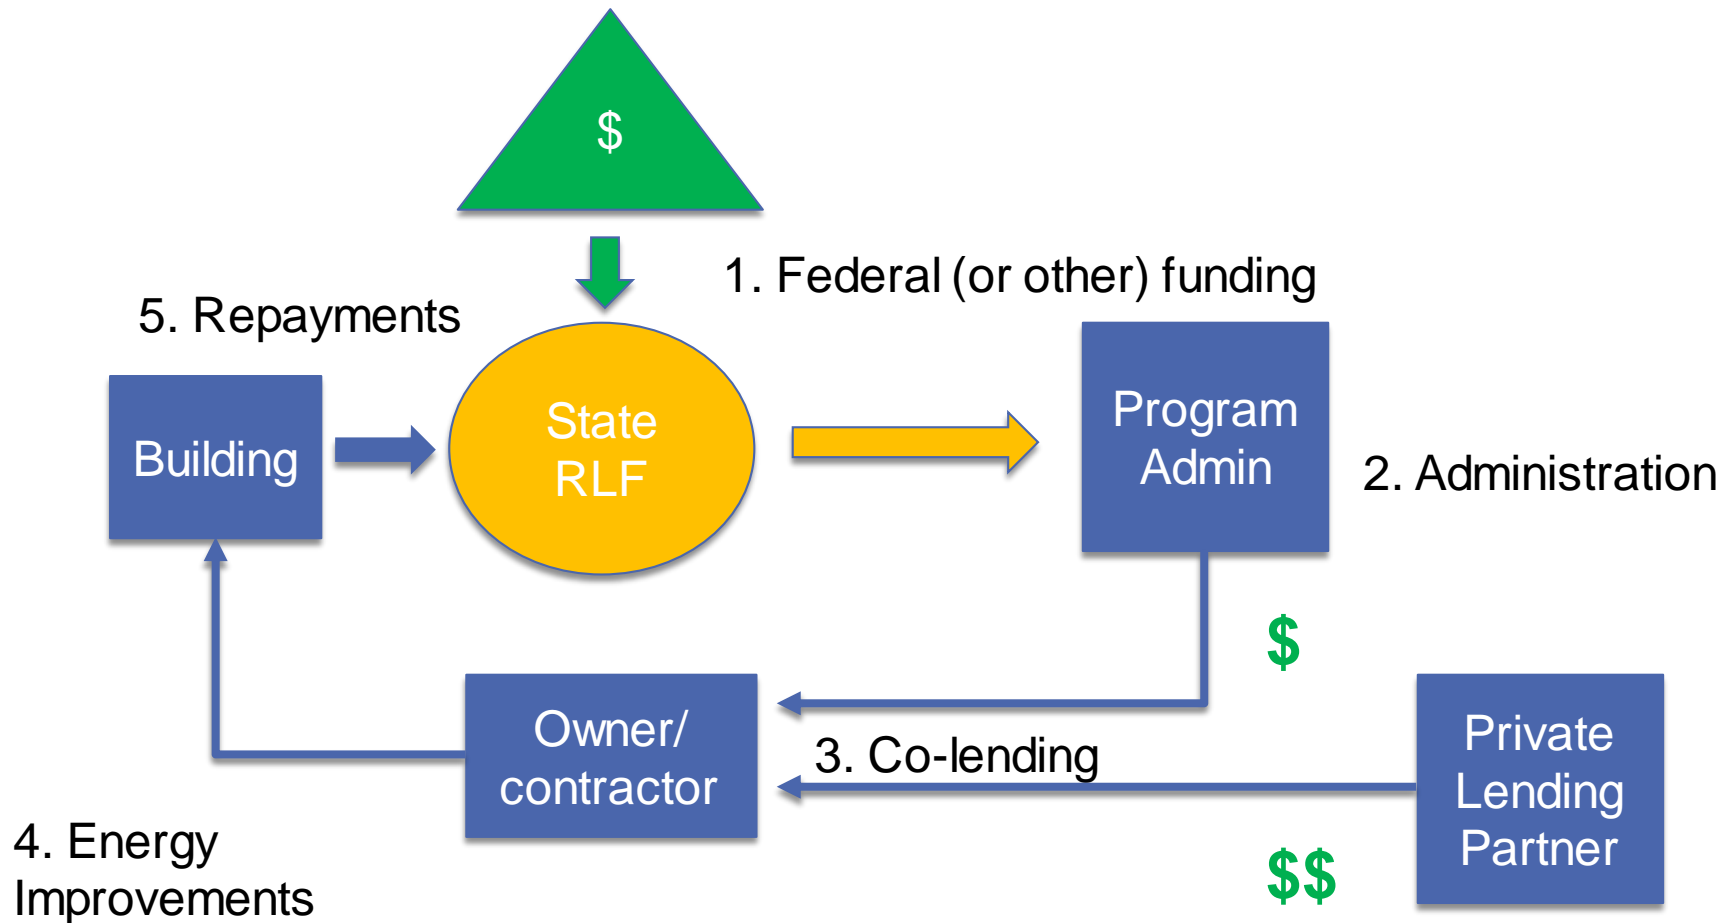 $
1. Federal (or other) funding
5. Repayments
Building
State
RLF
Program
Admin
2. Administration
$
Owner/
contractor
3. Co-lending
Private
Lending
Partner
4. Energy
Improvements
$$